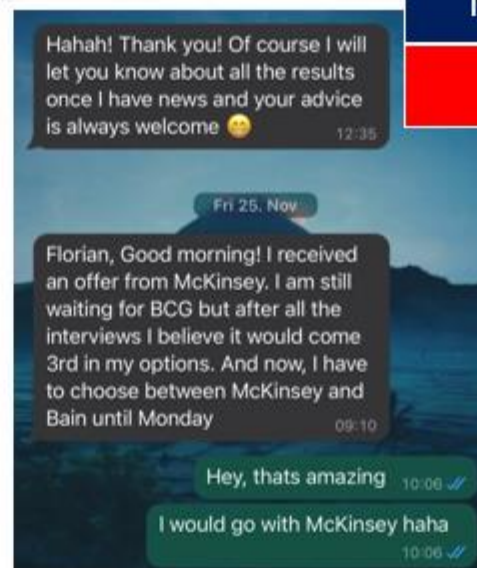 Hahah! Thank you! Of course I will
let you know about all the results
once I have news and your advice
is always welcome 😁
12:35
Fri 25. Nov
Florian, Good morning! I received
an offer from McKinsey. I am still
waiting for BCG but after all the
interviews I believe it would come
3rd in my options. And now, I have
to choose between McKinsey and
Bain until Monday
09:10
Hey, thats amazing 10:06
I would go with McKinsey haha
10:06